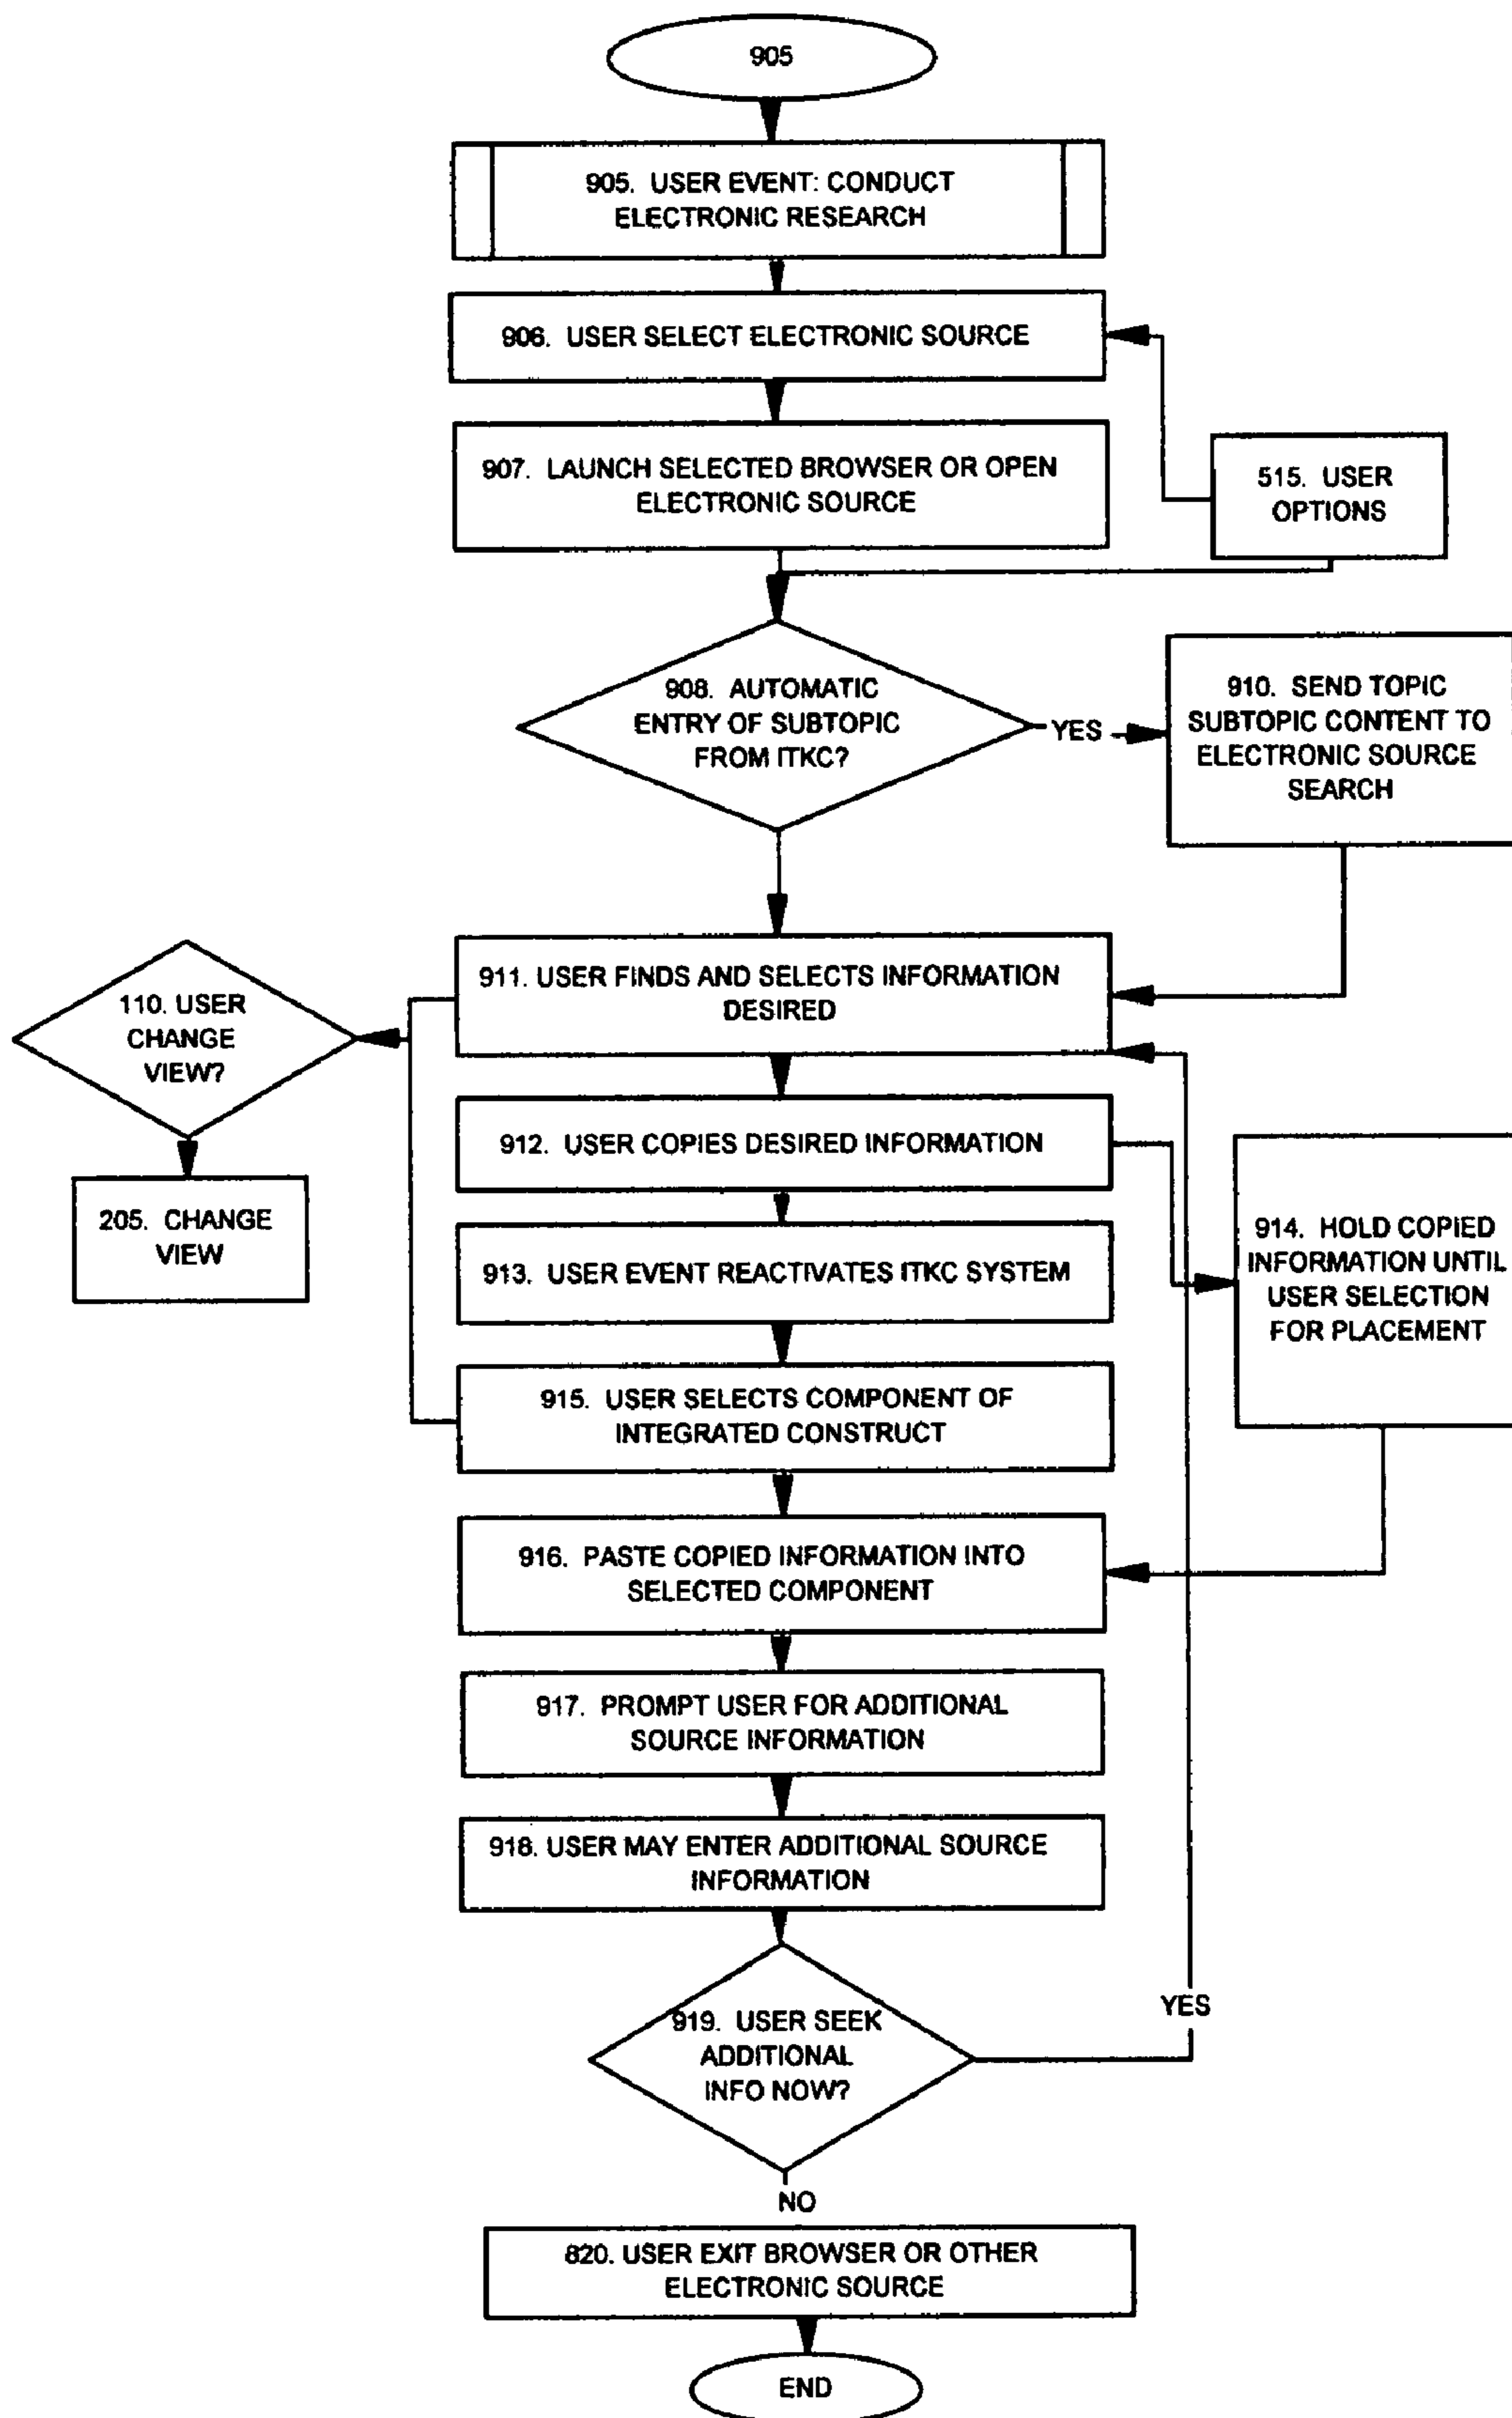 905
905. USER EVENT: CONDUCT
ELECTRONIC RESEARCH
906. USER SELECT ELECTRONIC SOURCE
907. LAUNCH SELECTED BROWSER OR OPEN
ELECTRONIC SOURCE
515. USER
OPTIONS
908. AUTOMATIC
ENTRY OF SUBTOPIC
FROM ITKC?
YES
910. SEND TOPIC
SUBTOPIC CONTENT TO
ELECTRONIC SOURCE
SEARCH
911. USER FINDS AND SELECTS INFORMATION
DESIRED
110. USER
CHANGE
VIEW?
205. CHANGE
VIEW
912. USER COPIES DESIRED INFORMATION
913. USER EVENT REACTIVATES ITKC SYSTEM
914. HOLD COPIED
INFORMATION UNTIL
USER SELECTION
FOR PLACEMENT
915. USER SELECTS COMPONENT OF
INTEGRATED CONSTRUCT
916. PASTE COPIED INFORMATION INTO
SELECTED COMPONENT
917. PROMPT USER FOR ADDITIONAL
SOURCE INFORMATION
918. USER MAY ENTER ADDITIONAL SOURCE
INFORMATION
919. USER SEEK
ADDITIONAL
INFO NOW?
YES
NO
820. USER EXIT BROWSER OR OTHER
ELECTRONIC SOURCE
END